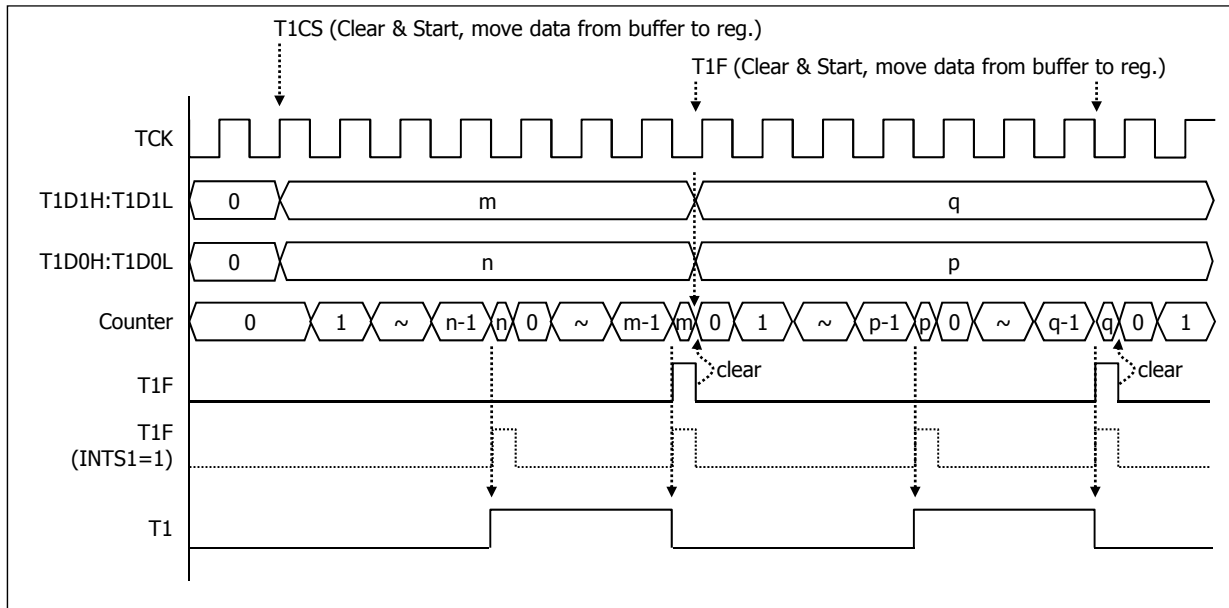 T1CS (Clear & Start, move data from buffer to reg.)
T1F (Clear & Start, move data from buffer to reg.)
TCK
T1D1H:T1D1L 0 m q
T1D0H:T1D0L 0 n p
Counter 0 1 ~ n-1 n 0 ~ m-1 m 0 1 ~ p-1 p 0 ~ q-1 q 0 1
clear clear
T1F
T1F
(INTS1=1)
T1